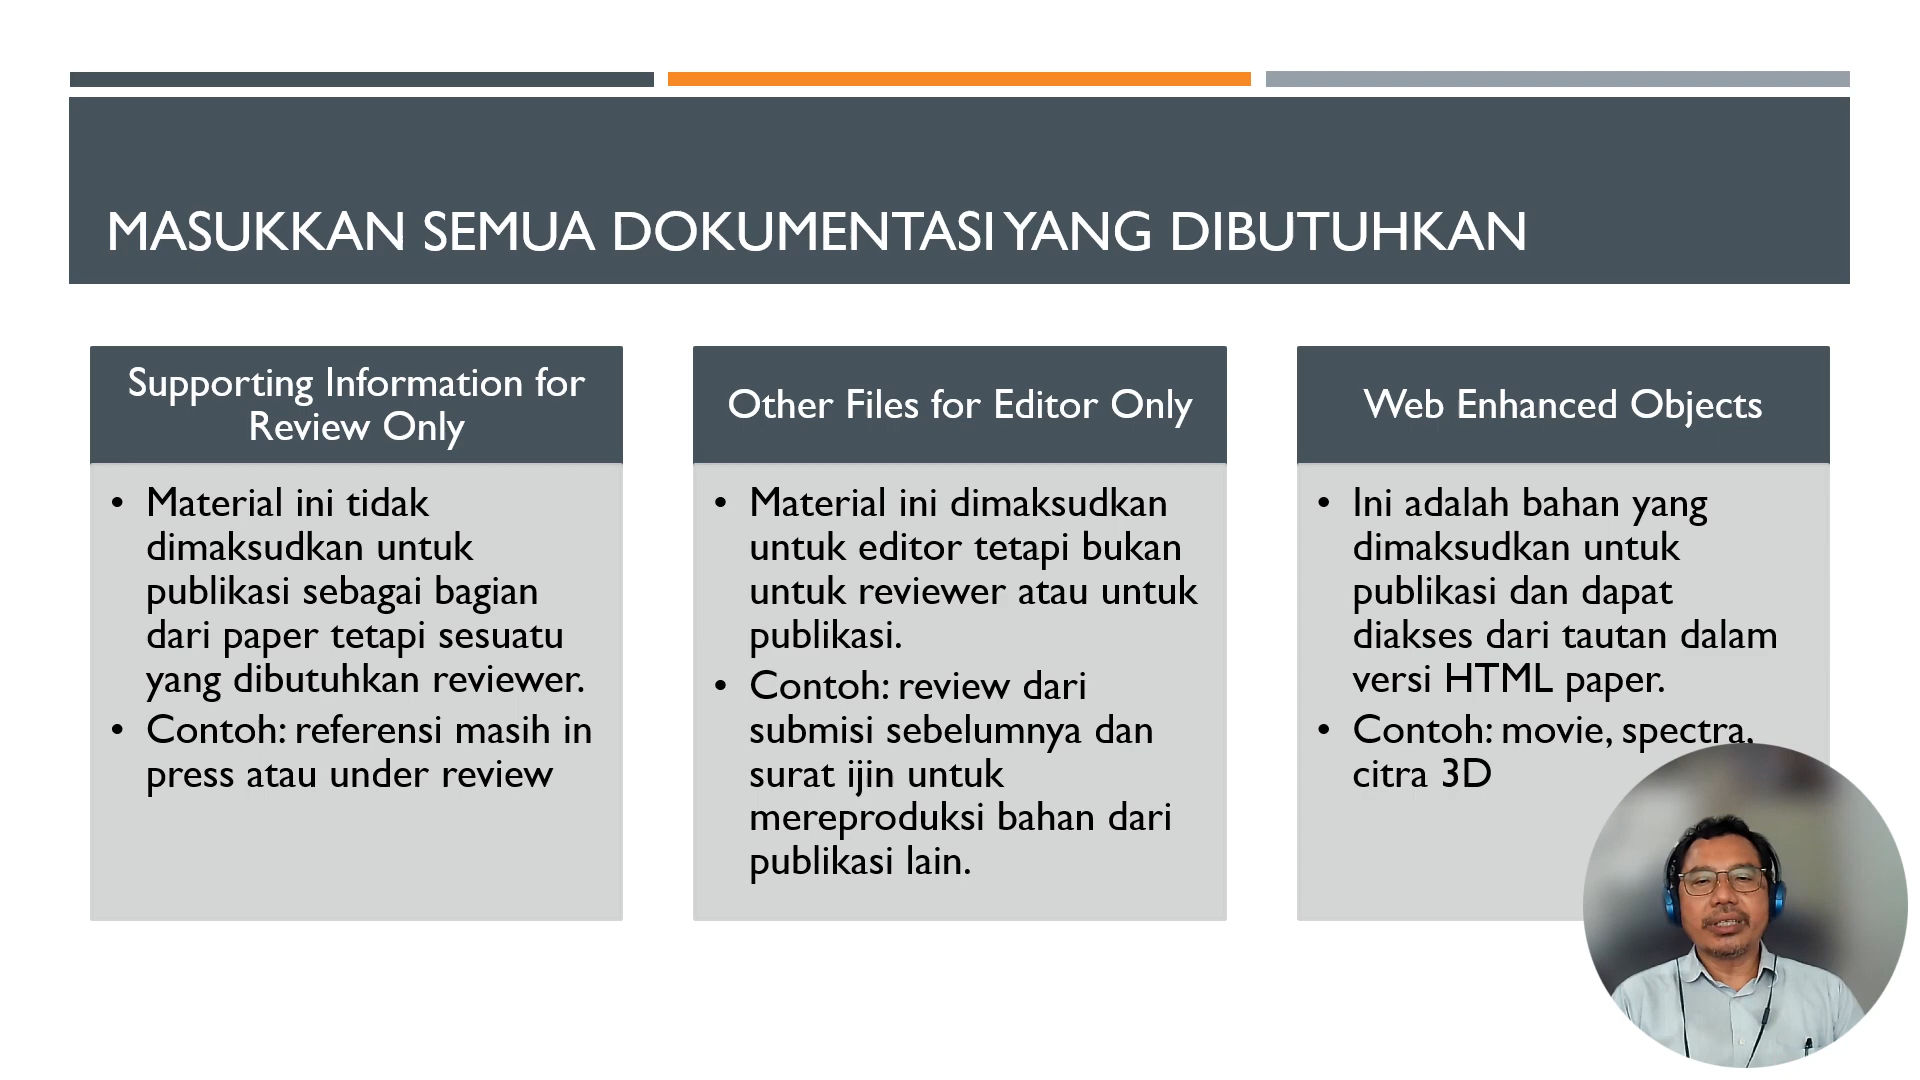 MASUKKAN SEMUA DOKUMENTASI YANG DIBUTUHKAN
Supporting Information for
Review Only
• Material ini tidak
dimaksudkan untuk
publikasi sebagai bagian
dari paper tetapi sesuatu
yang dibutuhkan reviewer.
• Contoh: referensi masih in
press atau under review
Other Files for Editor Only
• Material ini dimaksudkan
untuk editor tetapi bukan
untuk reviewer atau untuk
publikasi.
• Contoh: review dari
submisi sebelumnya dan
surat ijin untuk
mereproduksi bahan dari
publikasi lain.
Web Enhanced Objects
• Ini adalah bahan yang
dimaksudkan untuk
publikasi dan dapat
diakses dari tautan dalam
versi HTML paper.
• Contoh: movie, spectra,
citra 3D